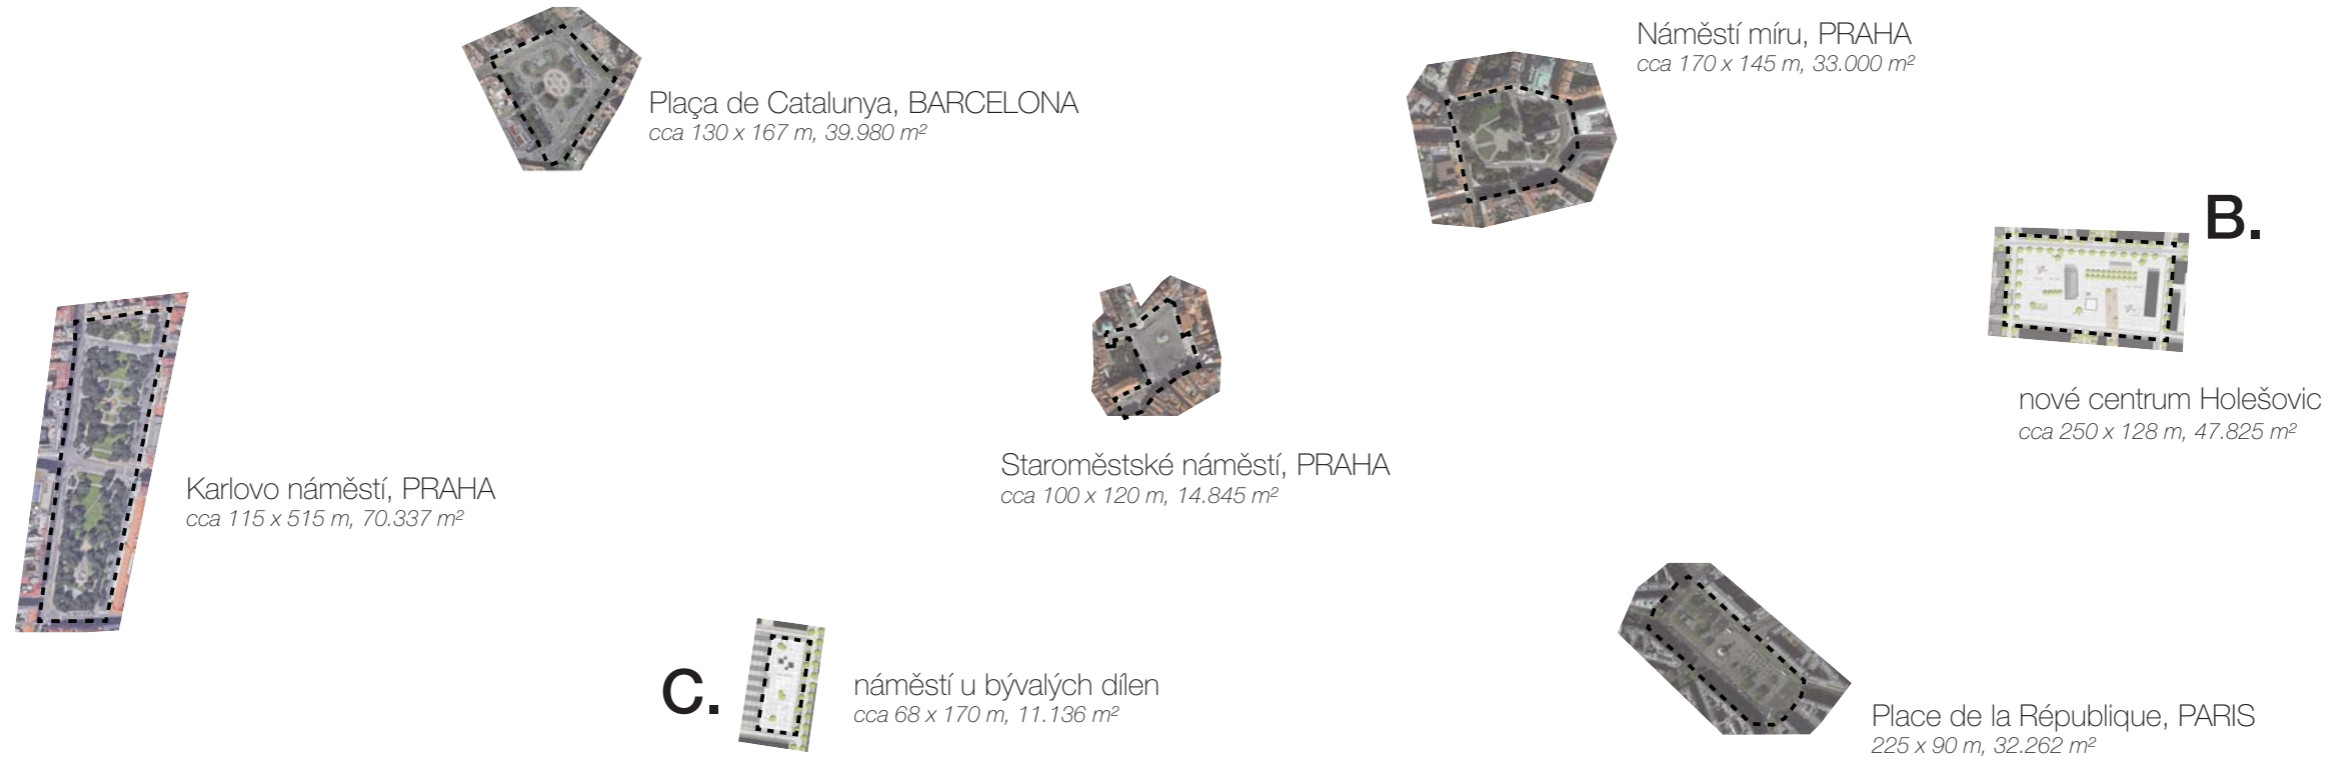 Náměstí míru, PRAHA
cca 170 x 145 m, 33.000 m²
Plaça de Catalunya, BARCELONA
cca 130 x 167 m, 39.980 m²
B.
nové centrum Holešovic
cca 250 x 128 m, 47.825 m²
Staroměstské náměstí, PRAHA
cca 100 x 120 m, 14.845 m²
Karlovo náměstí, PRAHA
cca 115 x 515 m, 70.337 m²
C.
náměstí u bývalých dílen
cca 68 x 170 m, 11.136 m²
Place de la République, PARIS
225 x 90 m, 32.262 m²